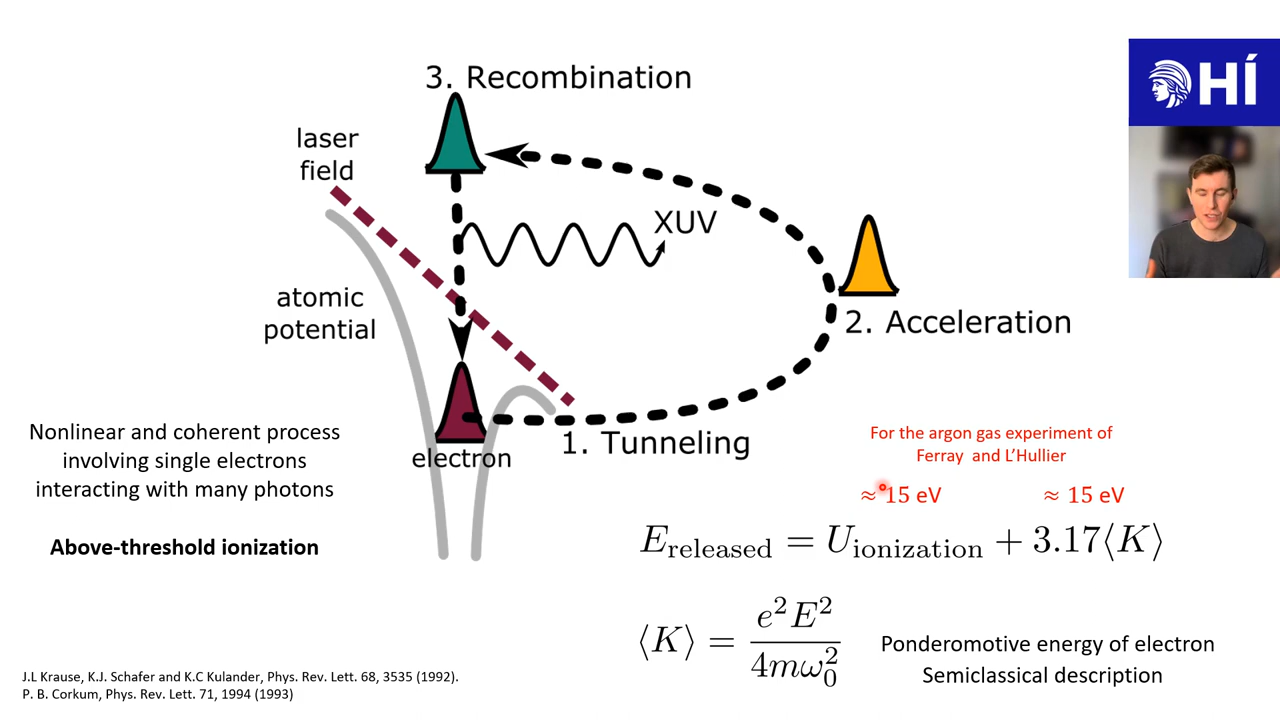 3. Recombination
HÍ
laser
field
XUV
atomic
potential
2. Acceleration
Nonlinear and coherent process
involving single electrons
interacting with many photons
electron
1. Tunneling
For the argon gas experiment of
Ferray and L'Hullier
≈ 15 eV ≈ 15 eV
E_released = U_ionization + 3.17⟨K⟩
Above-threshold ionization
⟨K⟩ = e²E² / 4mω₀²
Ponderomotive energy of electron
Semiclassical description
J.L Krause, K.J. Schafer and K.C Kulander, Phys. Rev. Lett. 68, 3535 (1992).
P. B. Corkum, Phys. Rev. Lett. 71, 1994 (1993)